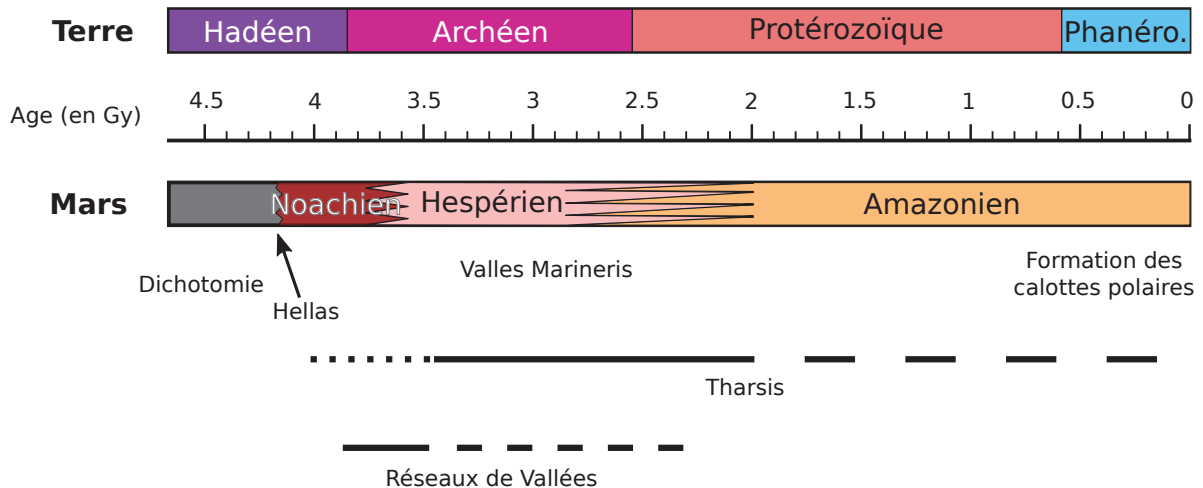 Terre
Hadéen Archéen Protérozoïque Phanéro.
Age (en Gy)
4.5 4 3.5 3 2.5 2 1.5 1 0.5 0
Mars
Noachien Hespérien Amazonien
Dichotomie
Hellas
Valles Marineris
Formation des
calottes polaires
Tharsis
Réseaux de Vallées